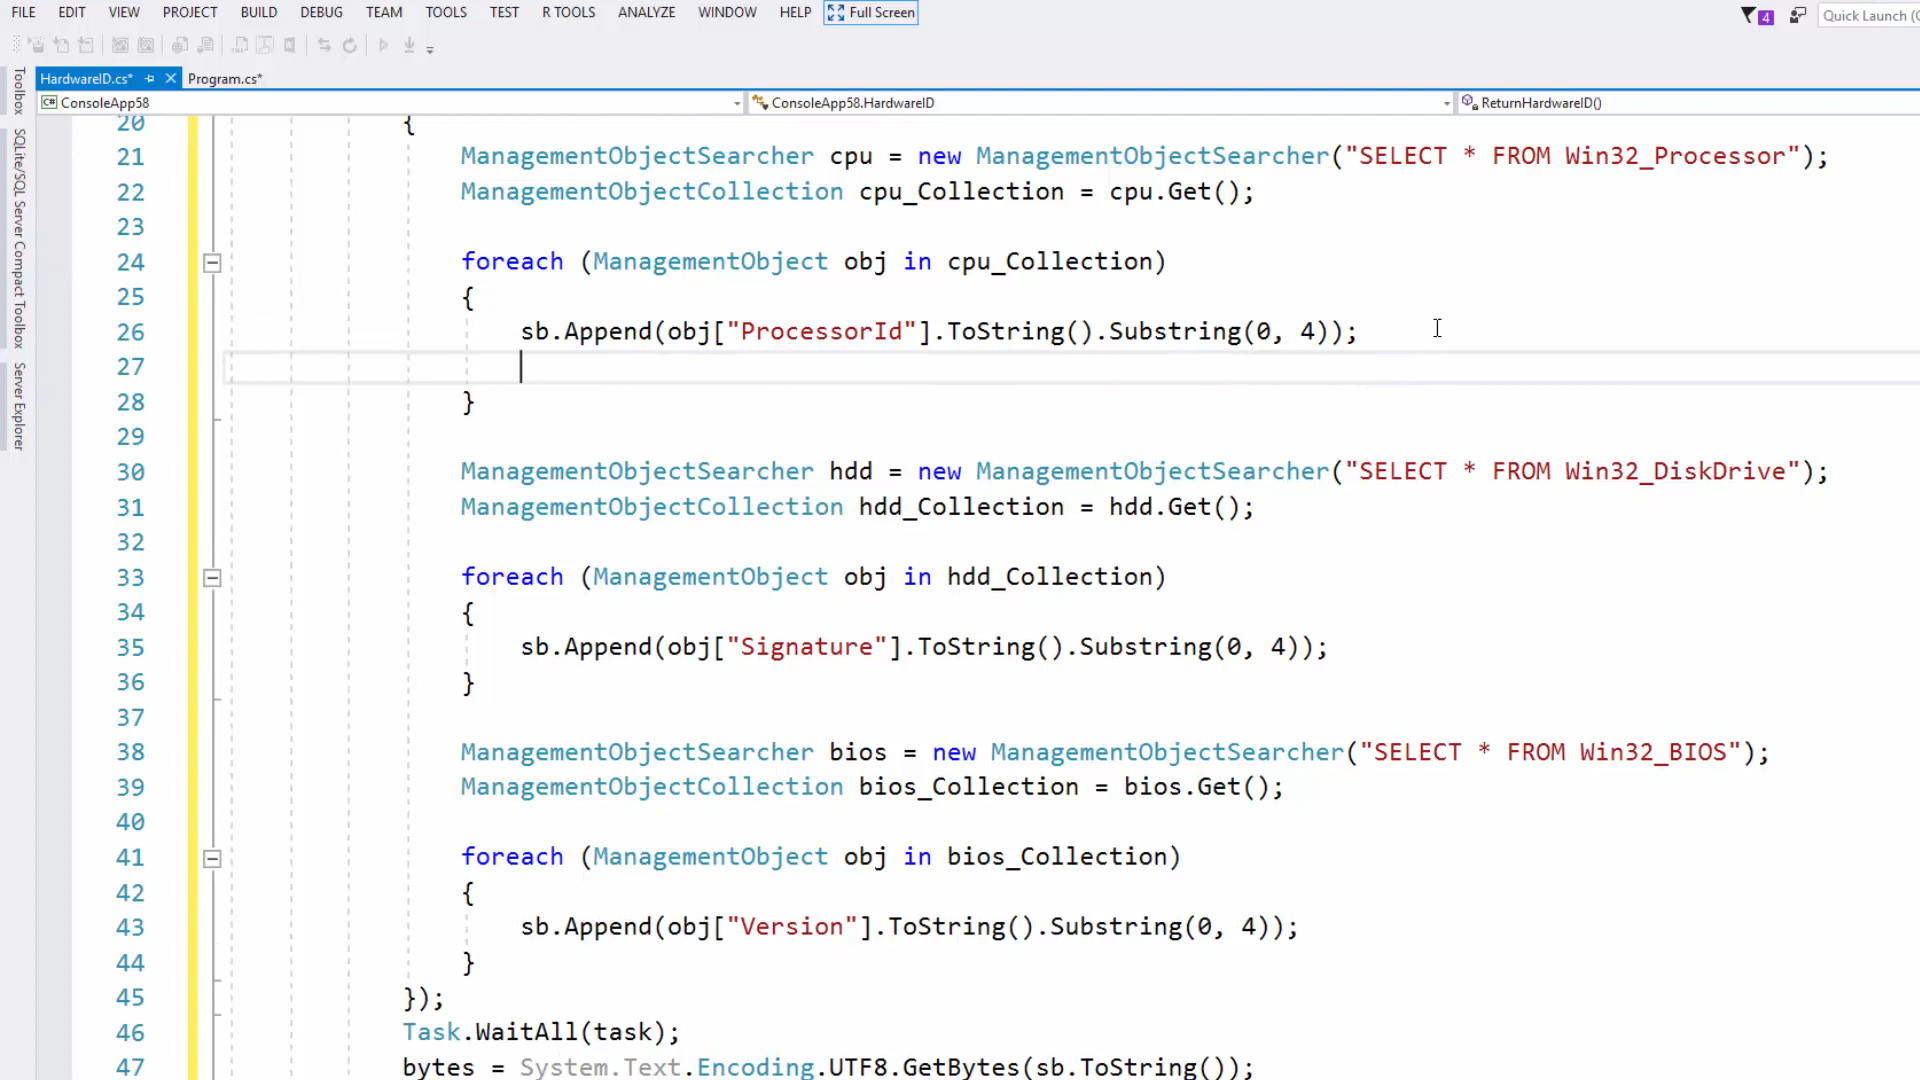 FILE EDIT VIEW PROJECT BUILD DEBUG TEAM TOOLS TEST R TOOLS ANALYZE WINDOW HELP Full Screen 4 Quick Launch (C
HardwareID.cs* Program.cs*
C# ConsoleApp58 ConsoleApp58.HardwareID ReturnHardwareID()
Toolbox
SQLite/SQL Server Compact Toolbox
Server Explorer
20 {
21 ManagementObjectSearcher cpu = new ManagementObjectSearcher("SELECT * FROM Win32_Processor");
22 ManagementObjectCollection cpu_Collection = cpu.Get();
23
24 foreach (ManagementObject obj in cpu_Collection)
25 {
26 sb.Append(obj["ProcessorId"].ToString().Substring(0, 4));
27
28 }
29
30 ManagementObjectSearcher hdd = new ManagementObjectSearcher("SELECT * FROM Win32_DiskDrive");
31 ManagementObjectCollection hdd_Collection = hdd.Get();
32
33 foreach (ManagementObject obj in hdd_Collection)
34 {
35 sb.Append(obj["Signature"].ToString().Substring(0, 4));
36 }
37
38 ManagementObjectSearcher bios = new ManagementObjectSearcher("SELECT * FROM Win32_BIOS");
39 ManagementObjectCollection bios_Collection = bios.Get();
40
41 foreach (ManagementObject obj in bios_Collection)
42 {
43 sb.Append(obj["Version"].ToString().Substring(0, 4));
44 }
45 });
46 Task.WaitAll(task);
47 bytes = System.Text.Encoding.UTF8.GetBytes(sb.ToString());